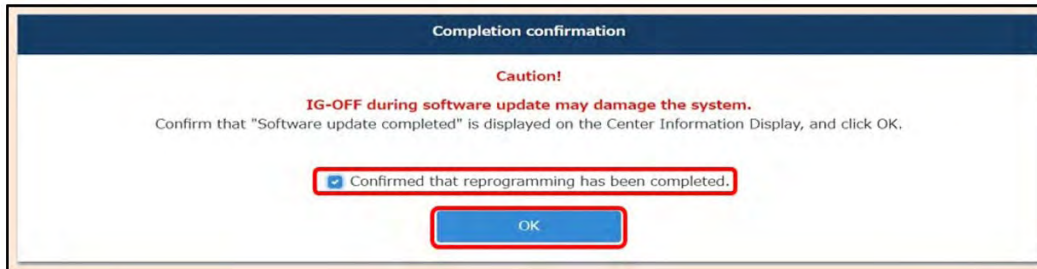 Completion confirmation
Caution!
IG-OFF during software update may damage the system.
Confirm that "Software update completed" is displayed on the Center Information Display, and click OK.
Confirmed that reprogramming has been completed.
OK